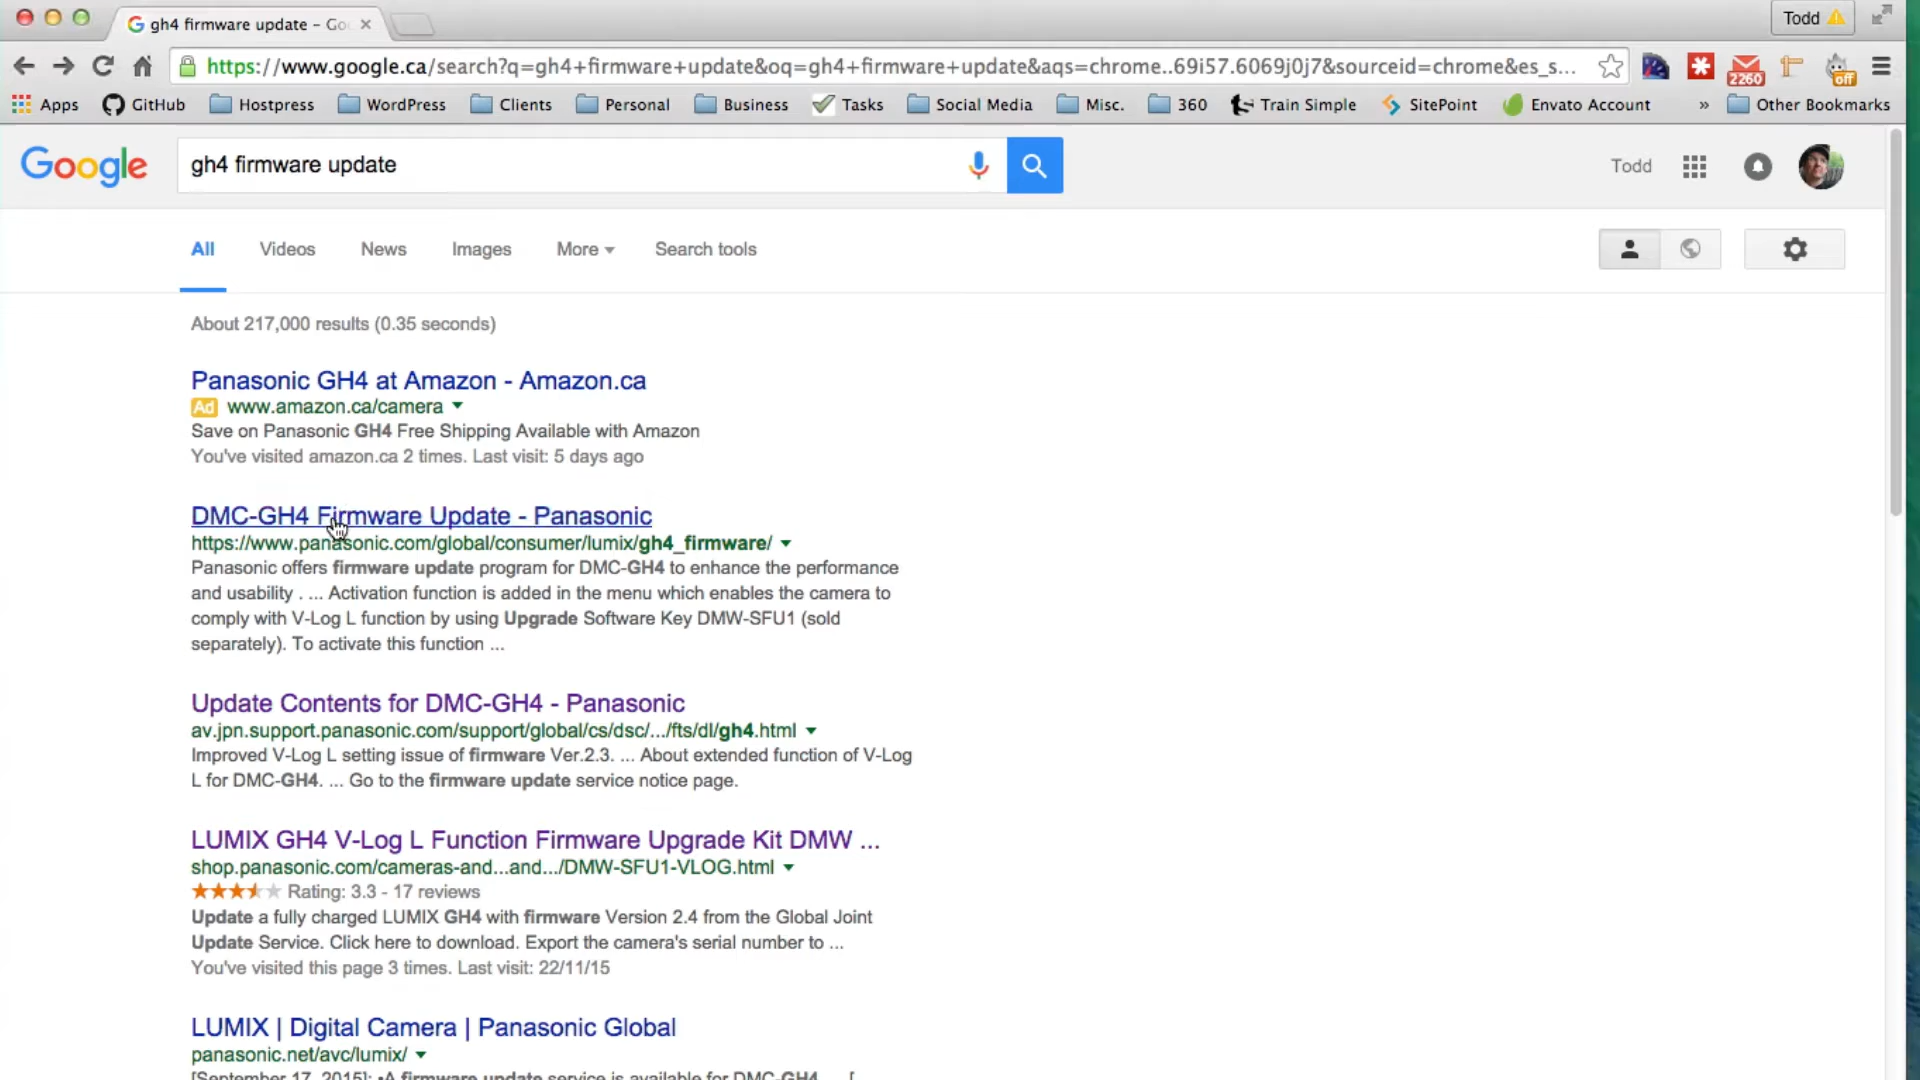 gh4 firmware update - Go
Todd
https://www.google.ca/search?q=gh4+firmware+update&oq=gh4+firmware+update&aqs=chrome..69i57.6069j0j7&sourceid=chrome&es_s...
2260
off
Apps GitHub Hostpress WordPress Clients Personal Business Tasks Social Media Misc. 360 Train Simple SitePoint Envato Account » Other Bookmarks
Google gh4 firmware update Todd
All Videos News Images More Search tools
About 217,000 results (0.35 seconds)
Panasonic GH4 at Amazon - Amazon.ca
Ad www.amazon.ca/camera
Save on Panasonic GH4 Free Shipping Available with Amazon
You've visited amazon.ca 2 times. Last visit: 5 days ago
DMC-GH4 Firmware Update - Panasonic
https://www.panasonic.com/global/consumer/lumix/gh4_firmware/
Panasonic offers firmware update program for DMC-GH4 to enhance the performance
and usability . ... Activation function is added in the menu which enables the camera to
comply with V-Log L function by using Upgrade Software Key DMW-SFU1 (sold
separately). To activate this function ...
Update Contents for DMC-GH4 - Panasonic
av.jpn.support.panasonic.com/support/global/cs/dsc/.../fts/dl/gh4.html
Improved V-Log L setting issue of firmware Ver.2.3. ... About extended function of V-Log
L for DMC-GH4. ... Go to the firmware update service notice page.
LUMIX GH4 V-Log L Function Firmware Upgrade Kit DMW ...
shop.panasonic.com/cameras-and...and.../DMW-SFU1-VLOG.html
Rating: 3.3 - 17 reviews
Update a fully charged LUMIX GH4 with firmware Version 2.4 from the Global Joint
Update Service. Click here to download. Export the camera's serial number to ...
You've visited this page 3 times. Last visit: 22/11/15
LUMIX | Digital Camera | Panasonic Global
panasonic.net/avc/lumix/
[September 17, 2015]: •A firmware update service is available for DMC-GH4 ... [